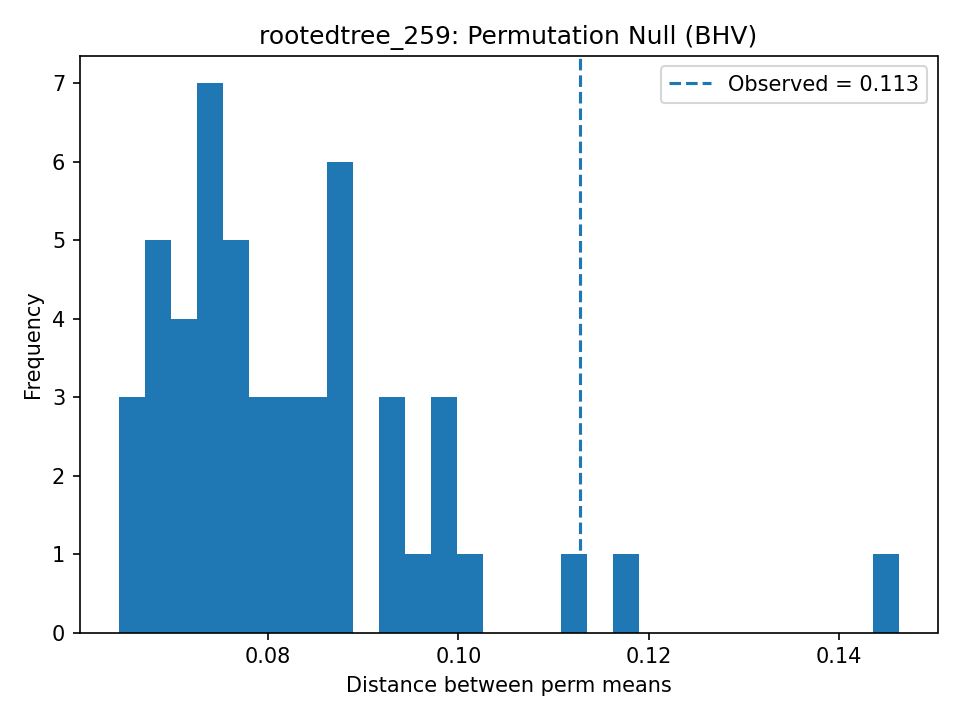 rootedtree_259: Permutation Null (BHV)
Observed = 0.113
7
6
5
4
3
2
1
0
Frequency
0.08 0.10 0.12 0.14
Distance between perm means